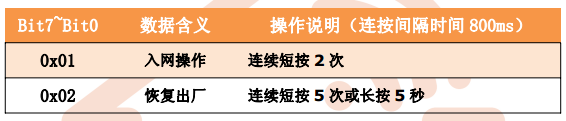 Bit7~Bit0 数据含义 操作说明（连接间隔时间 800ms）
0x01 入网操作 连续短按 2 次
0x02 恢复出厂 连续短按 5 次或长按 5 秒